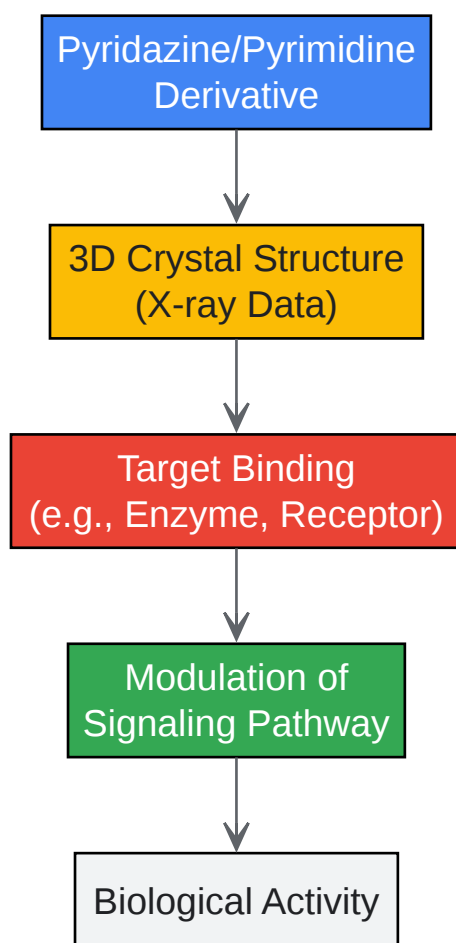 Pyridazine/Pyrimidine
Derivative
3D Crystal Structure
(X-ray Data)
Target Binding
(e.g., Enzyme, Receptor)
Modulation of
Signaling Pathway
Biological Activity